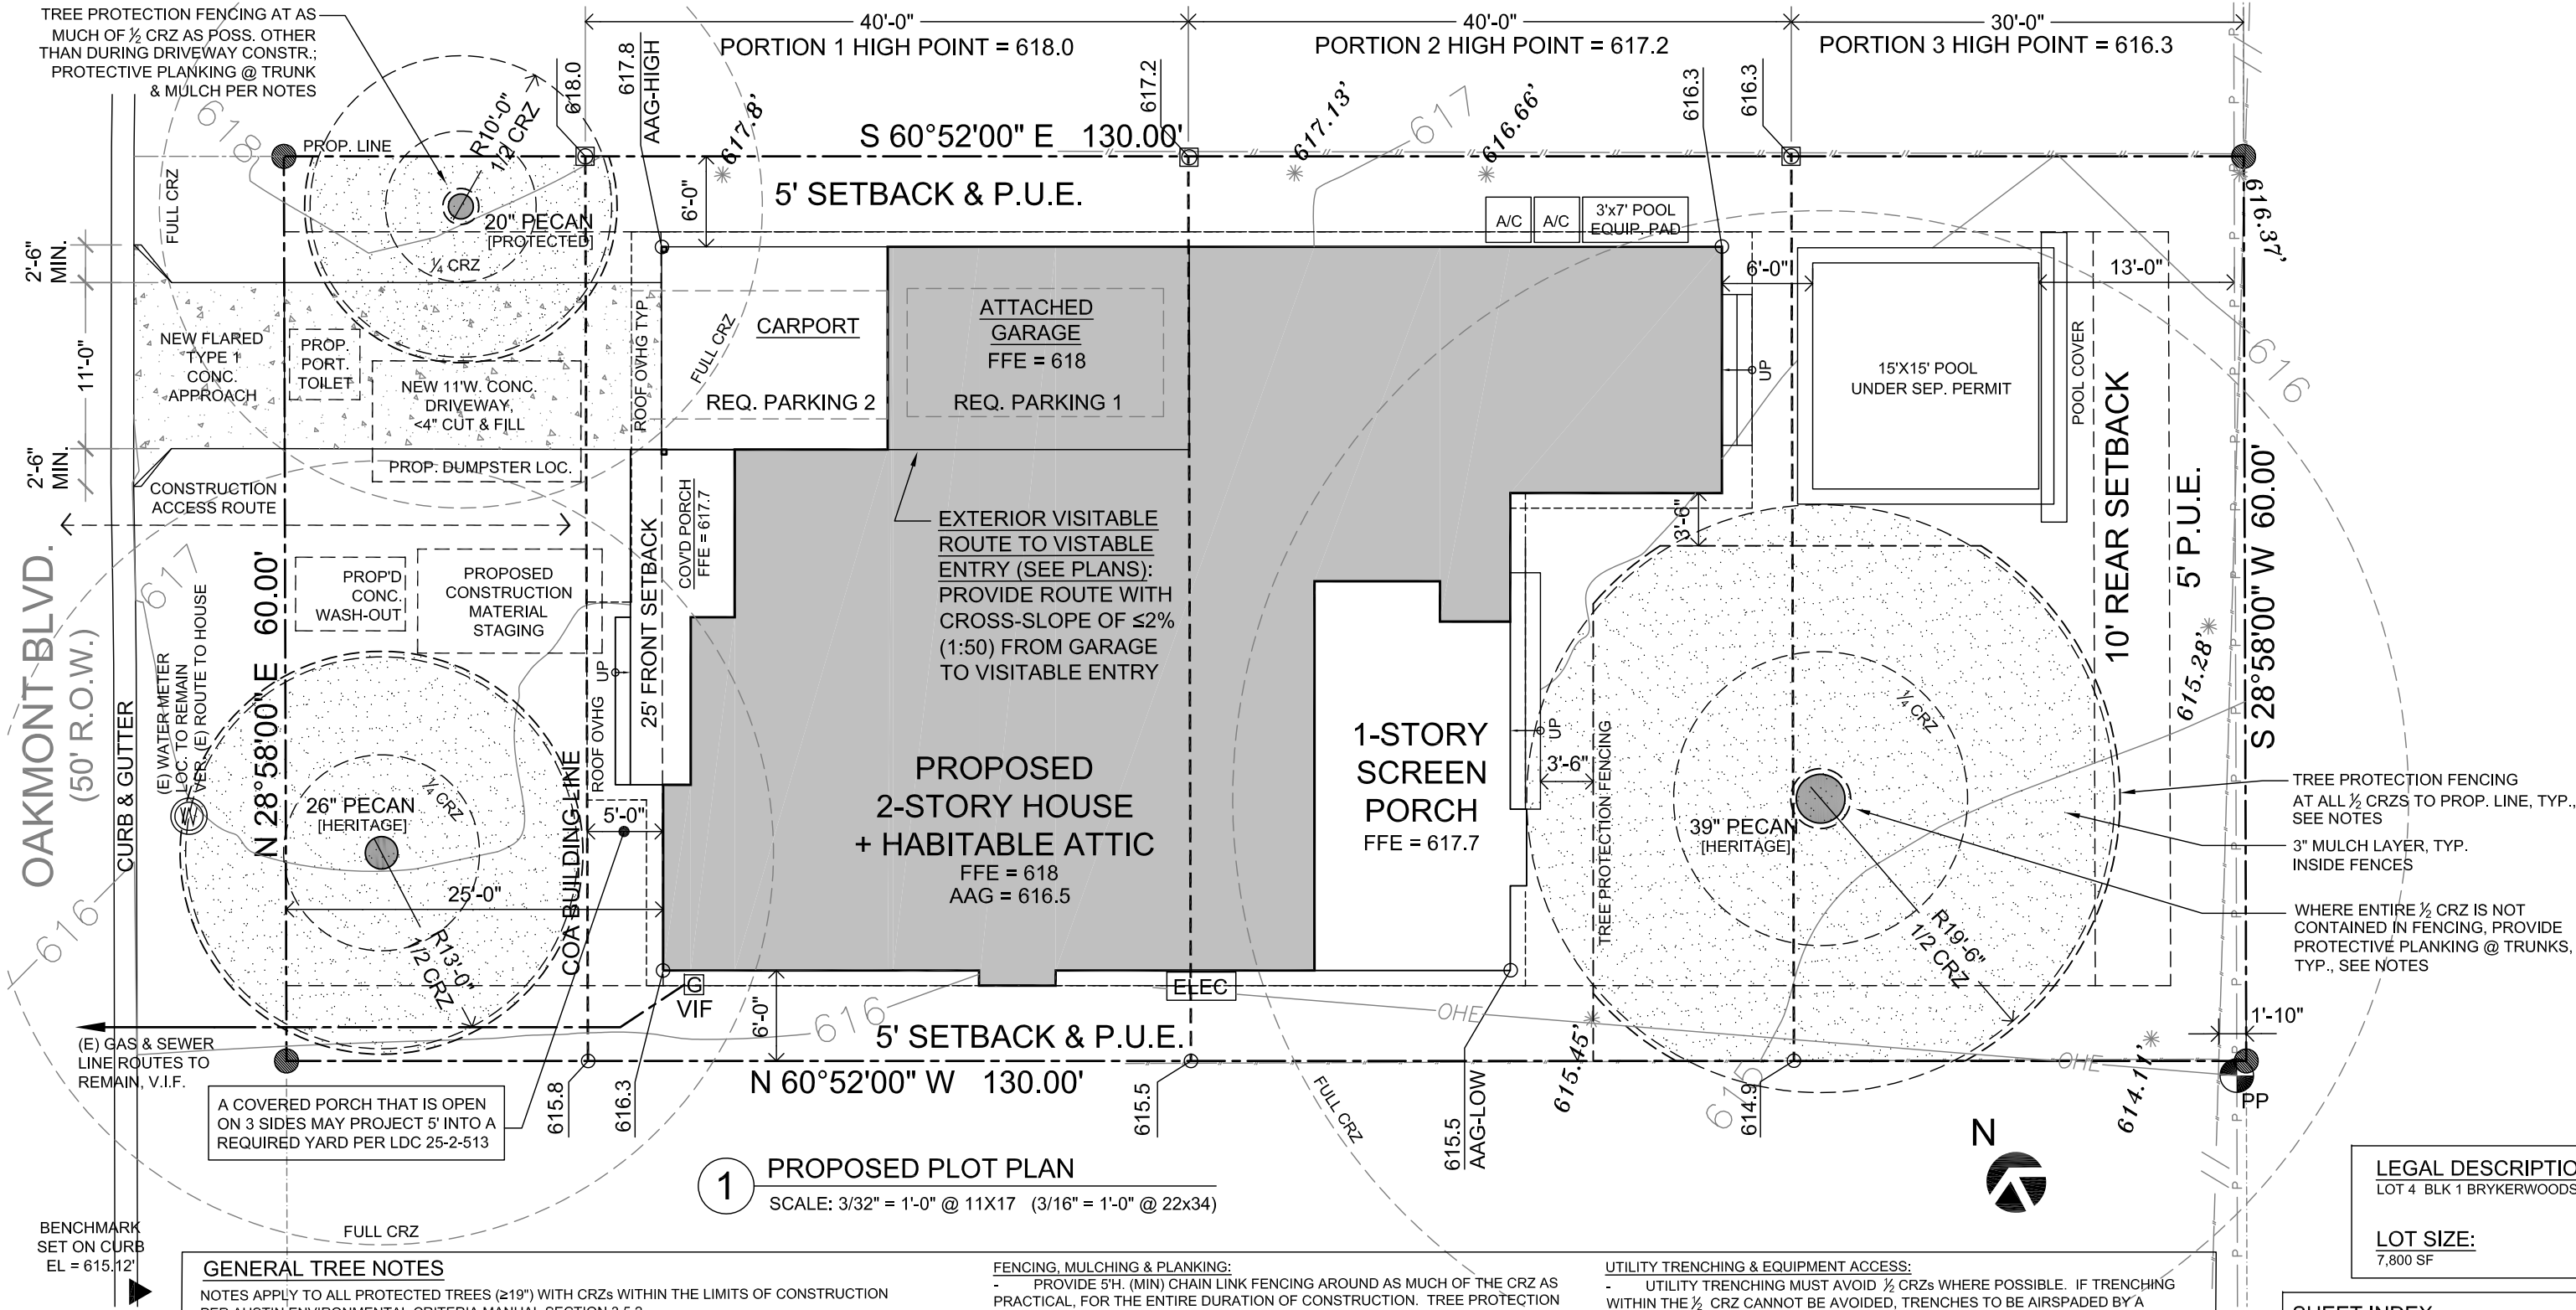 TREE PROTECTION FENCING AT AS
MUCH OF ½ CRZ AS POSS. OTHER
THAN DURING DRIVEWAY CONSTR.;
PROTECTIVE PLANKING @ TRUNK
& MULCH PER NOTES
40'-0"
PORTION 1 HIGH POINT = 618.0
40'-0"
PORTION 2 HIGH POINT = 617.2
30'-0"
PORTION 3 HIGH POINT = 616.3
618.0
617.8
AAG-HIGH
617.2
616.3
616.3
617.8'
617.13'
616.66'
616.37'
618
617
PROP. LINE
R10'-0"
1/2 CRZ
FULL CRZ
20" PECAN
[PROTECTED]
¼ CRZ
S 60°52'00" E 130.00'
5' SETBACK & P.U.E.
6'-0"
A/C
A/C
3'x7' POOL
EQUIP. PAD
2'-6"
MIN.
11'-0"
2'-6"
MIN.
NEW FLARED
TYPE 1
CONC.
APPROACH
PROP.
PORT.
TOILET
NEW 11'W. CONC.
DRIVEWAY,
<4" CUT & FILL
PROP. DUMPSTER LOC.
ROOF OVHG TYP.
FULL CRZ
CARPORT
REQ. PARKING 2
ATTACHED
GARAGE
FFE = 618
REQ. PARKING 1
6'-0"
UP
15'X15' POOL
UNDER SEP. PERMIT
POOL COVER
13'-0"
616
10' REAR SETBACK
5' P.U.E.
S 28°58'00" W 60.00'
CONSTRUCTION
ACCESS ROUTE
OAKMONT BLVD.
(50' R.O.W.)
CURB & GUTTER
617
616
(E) WATER METER
LOC. TO REMAIN
VER. (E) ROUTE TO HOUSE
N 28°58'00" E 60.00'
PROP'D
CONC.
WASH-OUT
PROPOSED
CONSTRUCTION
MATERIAL
STAGING
25' FRONT SETBACK
COV'D PORCH
FFE = 617.7
UP
ROOF OVHG
COA BUILDING LINE
EXTERIOR VISITABLE
ROUTE TO VISTABLE
ENTRY (SEE PLANS):
PROVIDE ROUTE WITH
CROSS-SLOPE OF ≤2%
(1:50) FROM GARAGE
TO VISITABLE ENTRY
3'-6"
PROPOSED
2-STORY HOUSE
+ HABITABLE ATTIC
FFE = 618
AAG = 616.5
1-STORY
SCREEN
PORCH
FFE = 617.7
UP
3'-6"
TREE PROTECTION FENCING
39" PECAN
[HERITAGE]
¼ CRZ
R19'-6"
1/2 CRZ
615.28'
TREE PROTECTION FENCING
AT ALL ½ CRZS TO PROP. LINE, TYP.,
SEE NOTES
3" MULCH LAYER, TYP.
INSIDE FENCES
WHERE ENTIRE ½ CRZ IS NOT
CONTAINED IN FENCING, PROVIDE
PROTECTIVE PLANKING @ TRUNKS,
TYP., SEE NOTES
W
26" PECAN
[HERITAGE]
¼ CRZ
R13'-0"
1/2 CRZ
5'-0"
25'-0"
G
VIF
ELEC
6'-0"
616
OHE
OHE
1'-10"
(E) GAS & SEWER
LINE ROUTES TO
REMAIN, V.I.F.
5' SETBACK & P.U.E.
N 60°52'00" W 130.00'
A COVERED PORCH THAT IS OPEN
ON 3 SIDES MAY PROJECT 5' INTO A
REQUIRED YARD PER LDC 25-2-513
615.8
616.3
615.5
FULL CRZ
615.5
AAG-LOW
615.45'
615
614.9
614.11'
PP
N
1
PROPOSED PLOT PLAN
SCALE: 3/32" = 1'-0" @ 11X17 (3/16" = 1'-0" @ 22x34)
FULL CRZ
BENCHMARK
SET ON CURB
EL = 615.12'
LEGAL DESCRIPTIO
LOT 4 BLK 1 BRYKERWOODS
LOT SIZE:
7,800 SF
GENERAL TREE NOTES
NOTES APPLY TO ALL PROTECTED TREES (≥19") WITH CRZs WITHIN THE LIMITS OF CONSTRUCTION
FENCING, MULCHING & PLANKING:
- PROVIDE 5'H. (MIN) CHAIN LINK FENCING AROUND AS MUCH OF THE CRZ AS
PRACTICAL, FOR THE ENTIRE DURATION OF CONSTRUCTION. TREE PROTECTION
UTILITY TRENCHING & EQUIPMENT ACCESS:
- UTILITY TRENCHING MUST AVOID ½ CRZs WHERE POSSIBLE. IF TRENCHING
WITHIN THE ½ CRZ CANNOT BE AVOIDED, TRENCHES TO BE AIRSPADED BY A